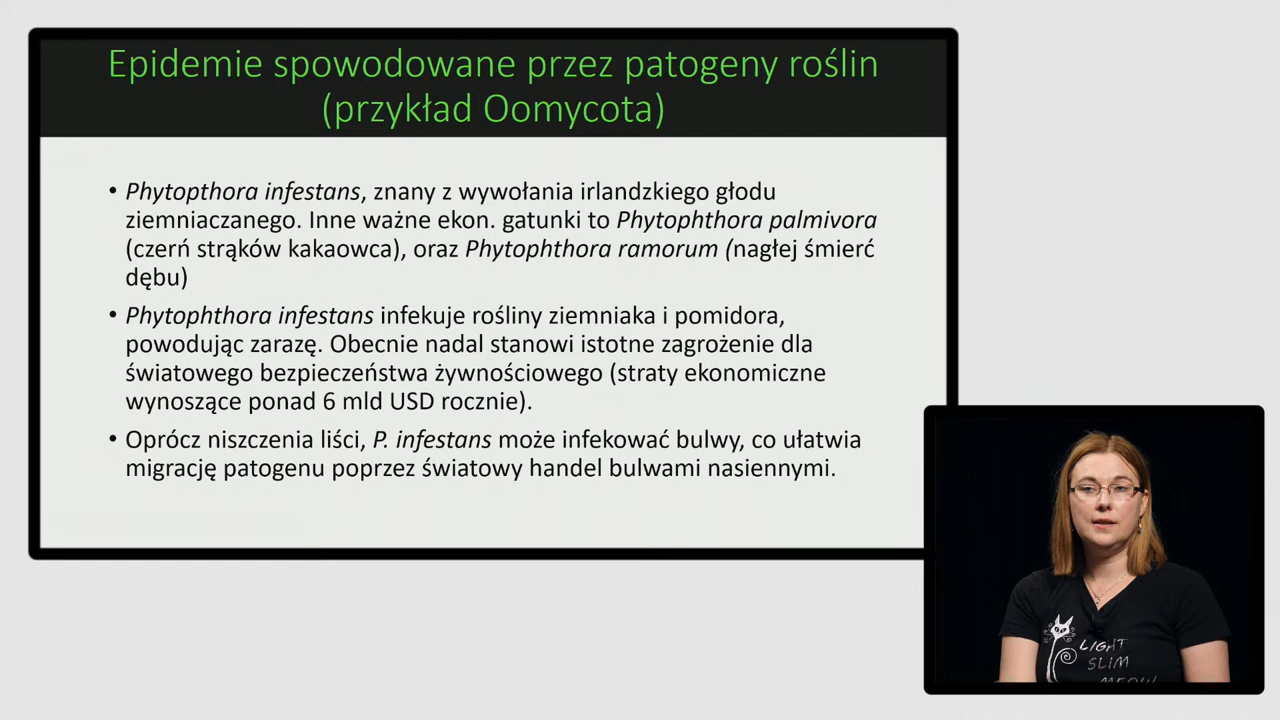 Epidemie spowodowane przez patogeny roślin
(przykład Oomycota)
• Phytopthora infestans, znany z wywołania irlandzkiego głodu
ziemniaczanego. Inne ważne ekon. gatunki to Phytophthora palmivora
(czerń strąków kakaowca), oraz Phytophthora ramorum (nagłej śmierć
dębu)
• Phytophthora infestans infekuje rośliny ziemniaka i pomidora,
powodując zarazę. Obecnie nadal stanowi istotne zagrożenie dla
światowego bezpieczeństwa żywnościowego (straty ekonomiczne
wynoszące ponad 6 mld USD rocznie).
• Oprócz niszczenia liści, P. infestans może infekować bulwy, co ułatwia
migrację patogenu poprzez światowy handel bulwami nasiennymi.
LIGHT
SLIM
MEOW